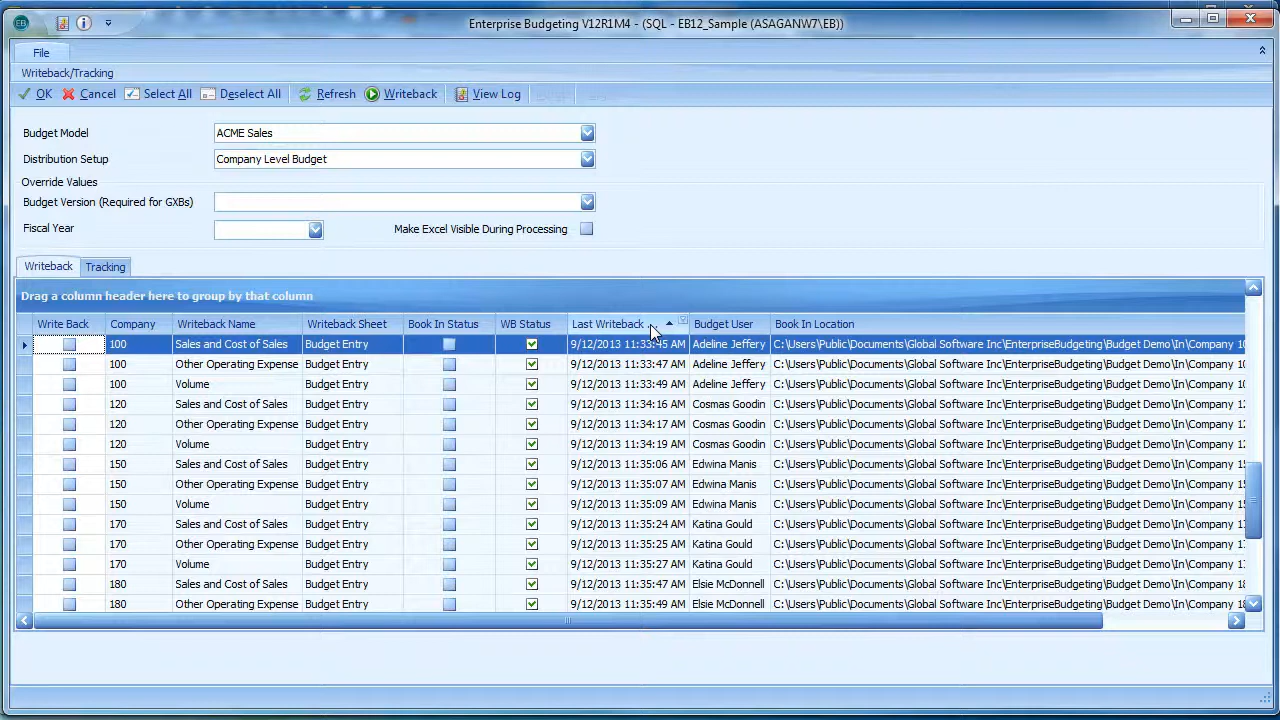 Enterprise Budgeting V12R1M4 - (SQL - EB12_Sample (ASAGANW7\EB))
File
Writeback/Tracking
OK Cancel Select All Deselect All Refresh Writeback View Log
Budget Model ACME Sales
Distribution Setup Company Level Budget
Override Values
Budget Version (Required for GXBs)
Fiscal Year Make Excel Visible During Processing
Writeback Tracking
Drag a column header here to group by that column
Write Back Company Writeback Name Writeback Sheet Book In Status WB Status Last Writeback Budget User Book In Location
100 Sales and Cost of Sales Budget Entry 9/12/2013 11:33:45 AM Adeline Jeffery C:\Users\Public\Documents\Global Software Inc\EnterpriseBudgeting\Budget Demo\In\Company 10
100 Other Operating Expense Budget Entry 9/12/2013 11:33:47 AM Adeline Jeffery C:\Users\Public\Documents\Global Software Inc\EnterpriseBudgeting\Budget Demo\In\Company 10
100 Volume Budget Entry 9/12/2013 11:33:49 AM Adeline Jeffery C:\Users\Public\Documents\Global Software Inc\EnterpriseBudgeting\Budget Demo\In\Company 10
120 Sales and Cost of Sales Budget Entry 9/12/2013 11:34:16 AM Cosmas Goodin C:\Users\Public\Documents\Global Software Inc\EnterpriseBudgeting\Budget Demo\In\Company 12
120 Other Operating Expense Budget Entry 9/12/2013 11:34:17 AM Cosmas Goodin C:\Users\Public\Documents\Global Software Inc\EnterpriseBudgeting\Budget Demo\In\Company 12
120 Volume Budget Entry 9/12/2013 11:34:19 AM Cosmas Goodin C:\Users\Public\Documents\Global Software Inc\EnterpriseBudgeting\Budget Demo\In\Company 12
150 Sales and Cost of Sales Budget Entry 9/12/2013 11:35:06 AM Edwina Manis C:\Users\Public\Documents\Global Software Inc\EnterpriseBudgeting\Budget Demo\In\Company 15
150 Other Operating Expense Budget Entry 9/12/2013 11:35:07 AM Edwina Manis C:\Users\Public\Documents\Global Software Inc\EnterpriseBudgeting\Budget Demo\In\Company 15
150 Volume Budget Entry 9/12/2013 11:35:09 AM Edwina Manis C:\Users\Public\Documents\Global Software Inc\EnterpriseBudgeting\Budget Demo\In\Company 15
170 Sales and Cost of Sales Budget Entry 9/12/2013 11:35:24 AM Katina Gould C:\Users\Public\Documents\Global Software Inc\EnterpriseBudgeting\Budget Demo\In\Company 17
170 Other Operating Expense Budget Entry 9/12/2013 11:35:25 AM Katina Gould C:\Users\Public\Documents\Global Software Inc\EnterpriseBudgeting\Budget Demo\In\Company 17
170 Volume Budget Entry 9/12/2013 11:35:27 AM Katina Gould C:\Users\Public\Documents\Global Software Inc\EnterpriseBudgeting\Budget Demo\In\Company 17
180 Sales and Cost of Sales Budget Entry 9/12/2013 11:35:47 AM Elsie McDonnell C:\Users\Public\Documents\Global Software Inc\EnterpriseBudgeting\Budget Demo\In\Company 18
180 Other Operating Expense Budget Entry 9/12/2013 11:35:49 AM Elsie McDonnell C:\Users\Public\Documents\Global Software Inc\EnterpriseBudgeting\Budget Demo\In\Company 18